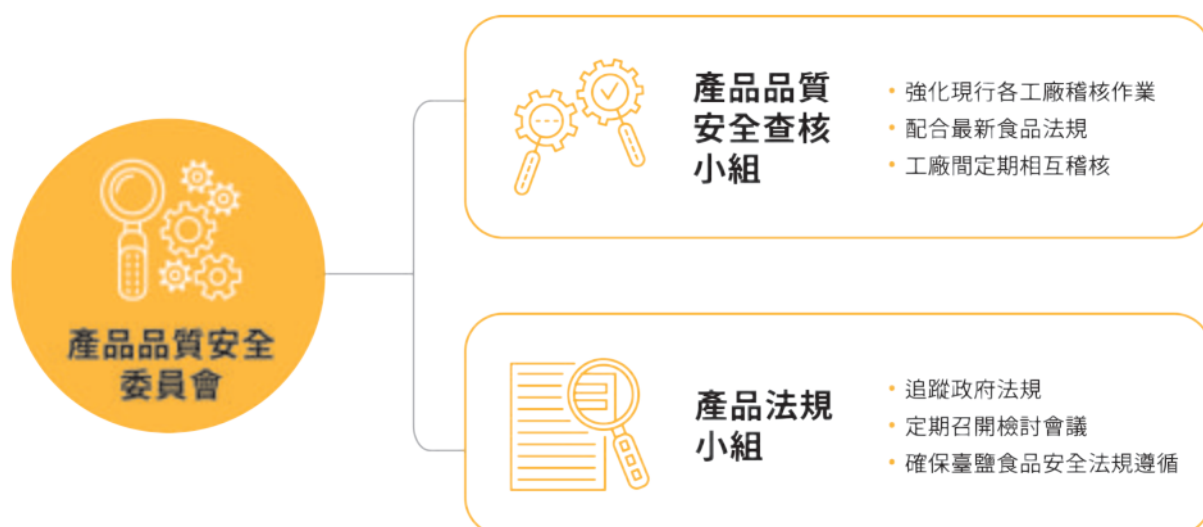 產品品質安全
委員會
產品品質
安全查核
小組
• 強化現行各工廠稽核作業
• 配合最新食品法規
• 工廠間定期相互稽核
產品法規
小組
• 追蹤政府法規
• 定期召開檢討會議
• 確保臺鹽食品安全法規遵循